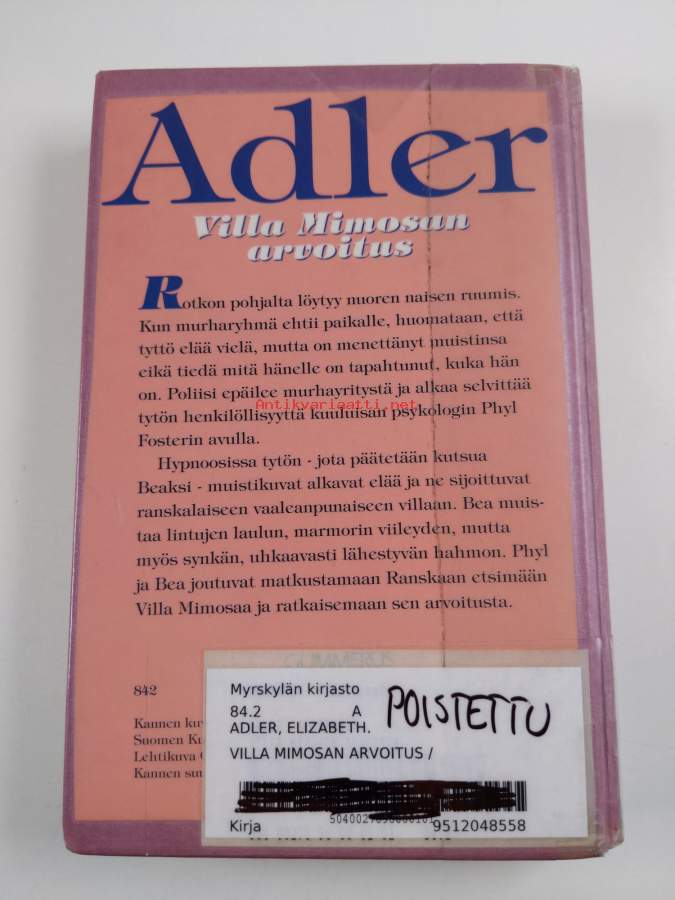 Adler
Villa Mimosan
arvoitus
Rotkon pohjalta löytyy nuoren naisen ruumis.
Kun murharyhmä ehtii paikalle, huomataan, että
tyttö elää vielä, mutta on menettänyt muistinsa
eikä tiedä mitä hänelle on tapahtunut, kuka hän
on. Poliisi epäilee murhayritystä ja alkaa selvittää
Antikvariaatti.net
tytön henkilöllisyyttä kuuluisan psykologin Phyl
Fosterin avulla.
Hypnoosissa tytön - jota päätetään kutsua
Beaksi - muistikuvat alkavat elää ja ne sijoittuvat
ranskalaiseen vaaleanpunaiseen villaan. Bea muis-
taa lintujen laulun, marmorin viileyden, mutta
myös synkän, uhkaavasti lähestyvän hahmon. Phyl
ja Bea joutuvat matkustamaan Ranskaan etsimään
Villa Mimosaa ja ratkaisemaan sen arvoitusta.
GUMMERUS
842
Kannen
Suomen
Lehtikuva
Kannen
Myrskylän kirjasto
84.2 A
ADLER, ELIZABETH.
POISTETTU
VILLA MIMOSAN ARVOITUS /
Kirja 9512048558